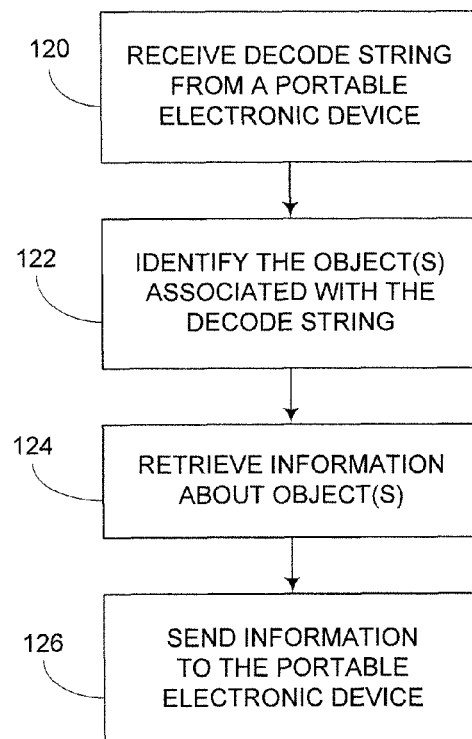 120
RECEIVE DECODE STRING
FROM A PORTABLE
ELECTRONIC DEVICE
122
IDENTIFY THE OBJECT(S)
ASSOCIATED WITH THE
DECODE STRING
124
RETRIEVE INFORMATION
ABOUT OBJECT(S)
126
SEND INFORMATION
TO THE PORTABLE
ELECTRONIC DEVICE